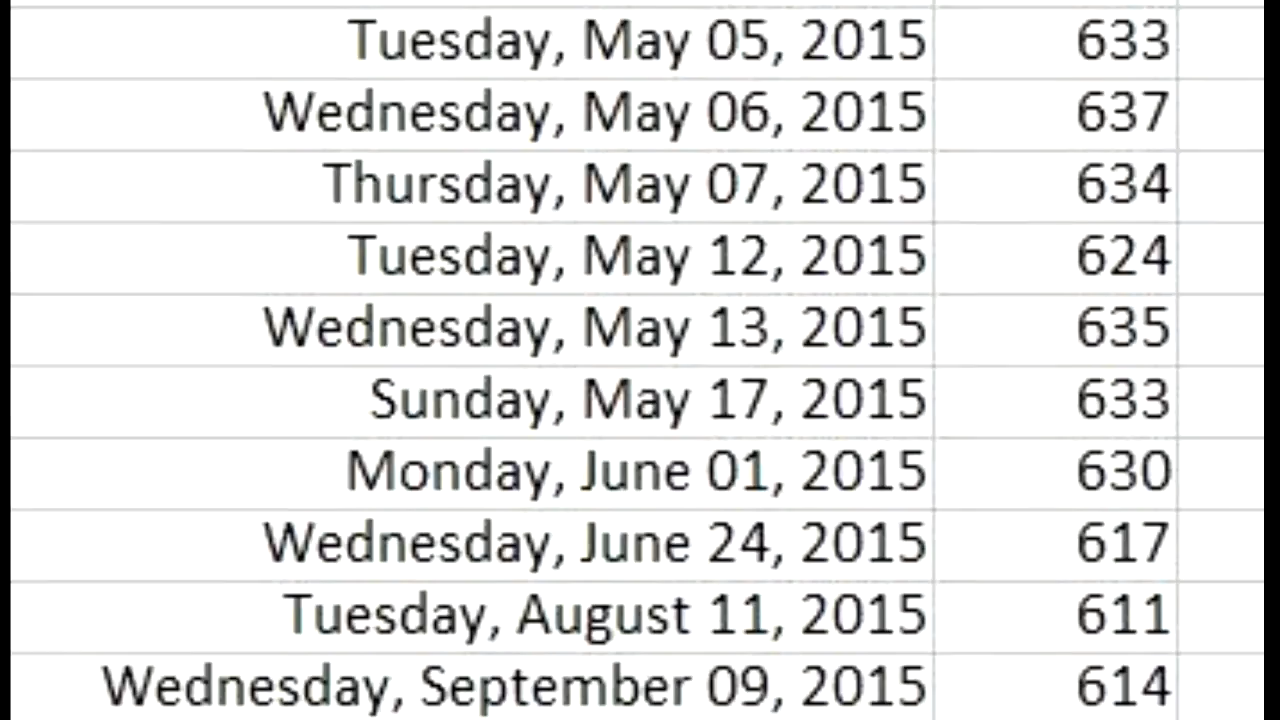 Tuesday, May 05, 2015 633
Wednesday, May 06, 2015 637
Thursday, May 07, 2015 634
Tuesday, May 12, 2015 624
Wednesday, May 13, 2015 635
Sunday, May 17, 2015 633
Monday, June 01, 2015 630
Wednesday, June 24, 2015 617
Tuesday, August 11, 2015 611
Wednesday, September 09, 2015 614